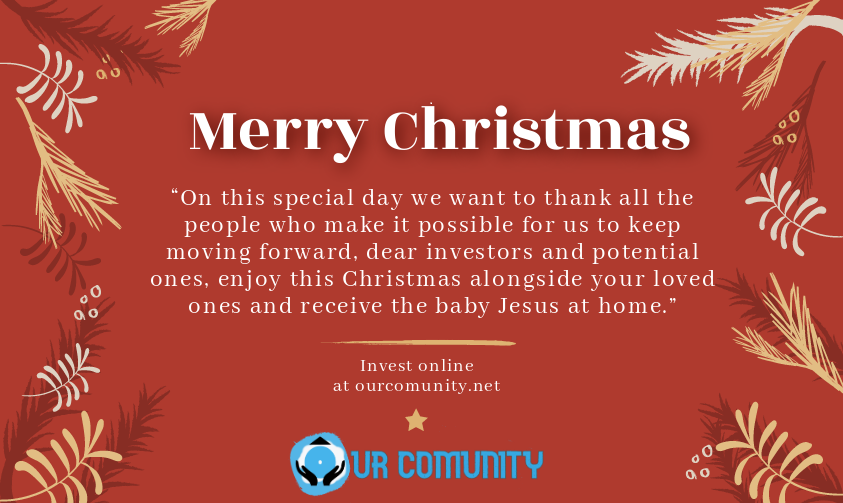 Merry Christmas
“On this special day we want to thank all the
people who make it possible for us to keep
moving forward, dear investors and potential
ones, enjoy this Christmas alongside your loved
ones and receive the baby Jesus at home.”
Invest online
at ourcomunity.net
UR COMUNITY